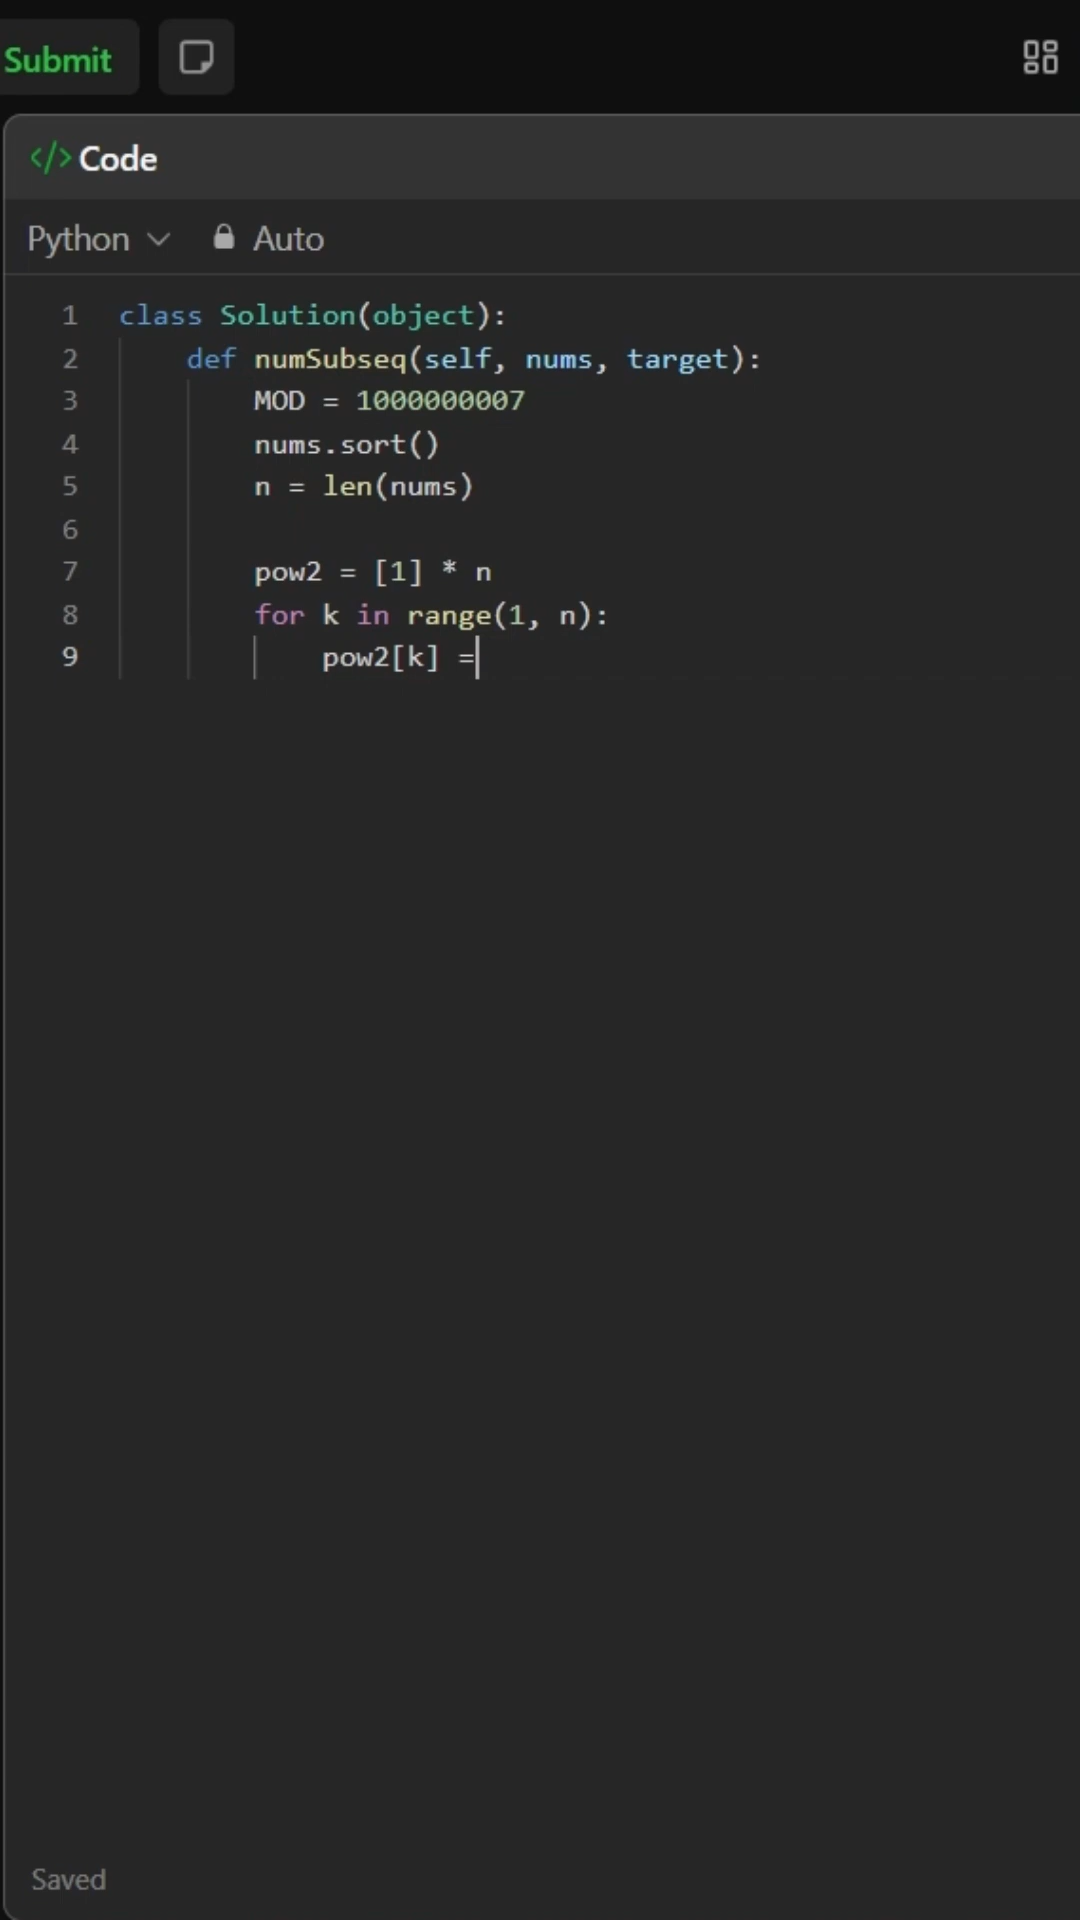 Submit
</> Code
Python Auto
1 class Solution(object):
2 def numSubseq(self, nums, target):
3 MOD = 1000000007
4 nums.sort()
5 n = len(nums)
6
7 pow2 = [1] * n
8 for k in range(1, n):
9 pow2[k] =
Saved